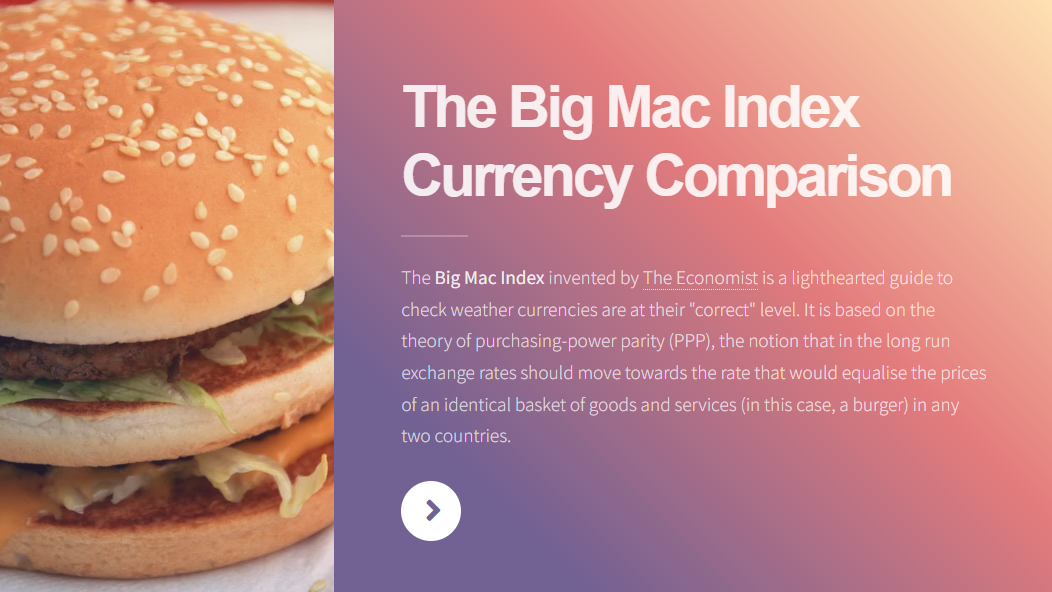 The Big Mac Index
Currency Comparison
The Big Mac Index invented by The Economist is a lighthearted guide to
check weather currencies are at their "correct" level. It is based on the
theory of purchasing-power parity (PPP), the notion that in the long run
exchange rates should move towards the rate that would equalise the prices
of an identical basket of goods and services (in this case, a burger) in any
two countries.